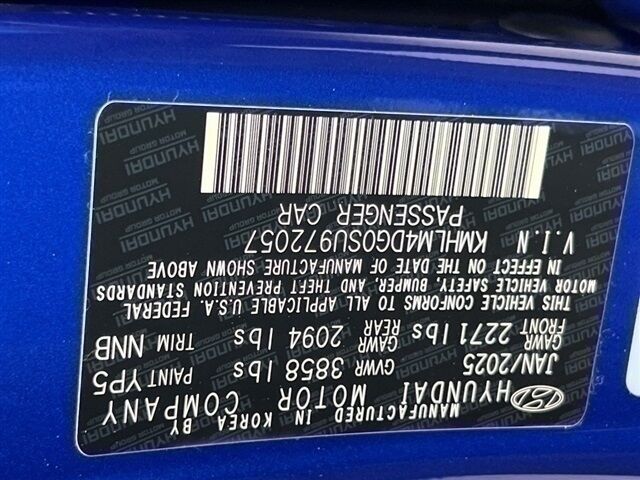 MANUFACTURED IN KOREA
HYUNDAI MOTOR COMPANY
JAN/2025 GVWR 3858 lbs PAINT YP5
GAWR FRONT 2271 lbs GAWR REAR 2094 lbs TRIM NNB
THIS VEHICLE CONFORMS TO ALL APPLICABLE U.S.A. FEDERAL
MOTOR VEHICLE SAFETY, BUMPER, AND THEFT PREVENTION STANDARDS
IN EFFECT ON THE DATE OF MANUFACTURE SHOWN ABOVE
V.I.N KMHLM4DG0SU972057
PASSENGER CAR